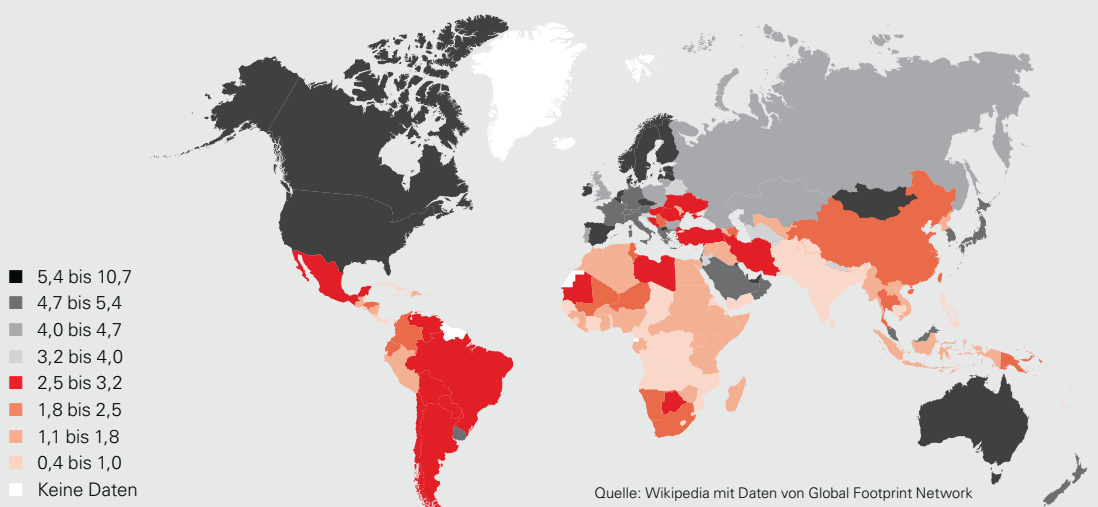 5,4 bis 10,7
4,7 bis 5,4
4,0 bis 4,7
3,2 bis 4,0
2,5 bis 3,2
1,8 bis 2,5
1,1 bis 1,8
0,4 bis 1,0
Keine Daten
Quelle: Wikipedia mit Daten von Global Footprint Network